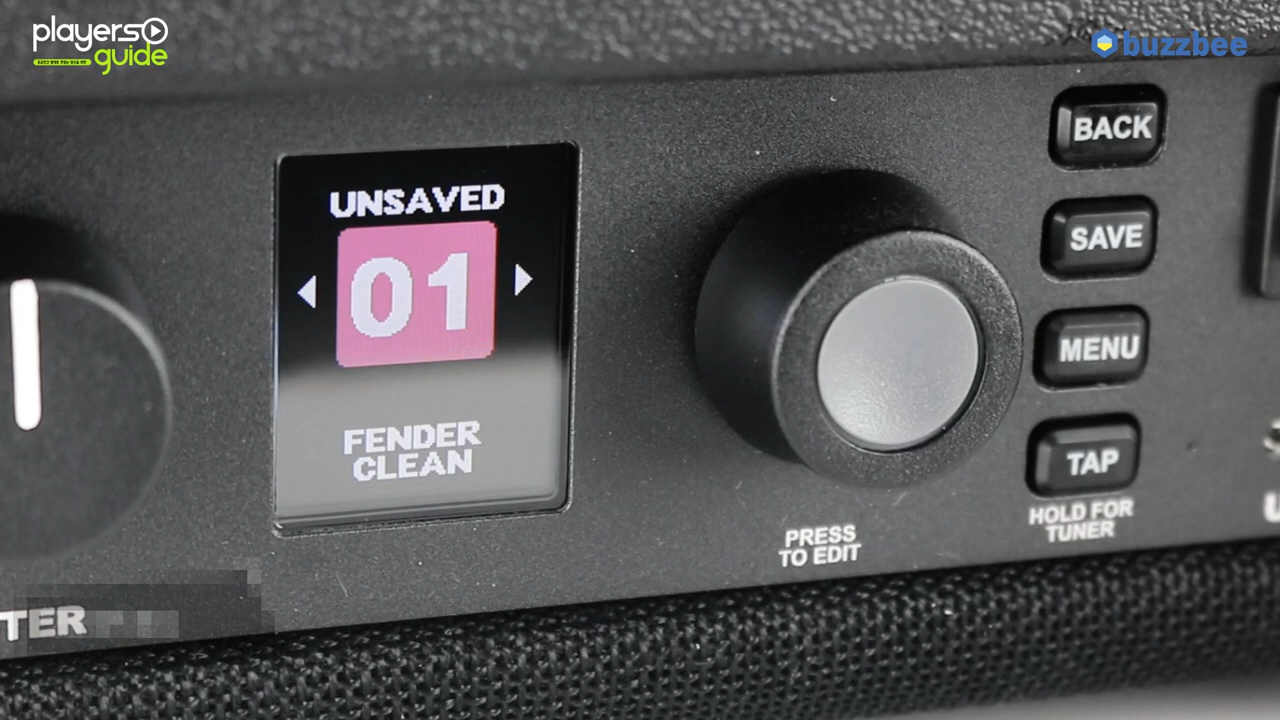 players
guide
buzzbee
UNSAVED
01
FENDER
CLEAN
BACK
SAVE
MENU
TAP
HOLD FOR
TUNER
PRESS
TO EDIT
TER